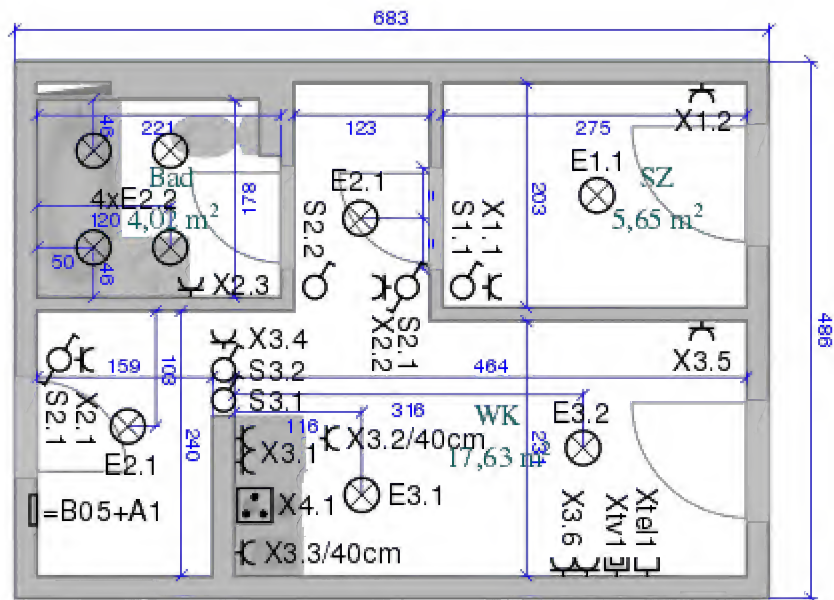 683
X1.2
46
221
123
275
E1.1
SZ
Bad
E2.1
4xE2.2
178
203
120
4,02 m²
5,65 m²
S2.2
S1.1
X1.1
50
46
X2.3
X3.4
S3.2
S3.1
X2.2
S2.1
X3.5
486
159
108
464
S2.1
X2.1
316
WK
E3.2
116
E2.1
240
X3.1
X3.2/40cm
17,63 m²
X4.1
E3.1
=B05+A1
X3.3/40cm
X3.6
Xtv1
Xtel1